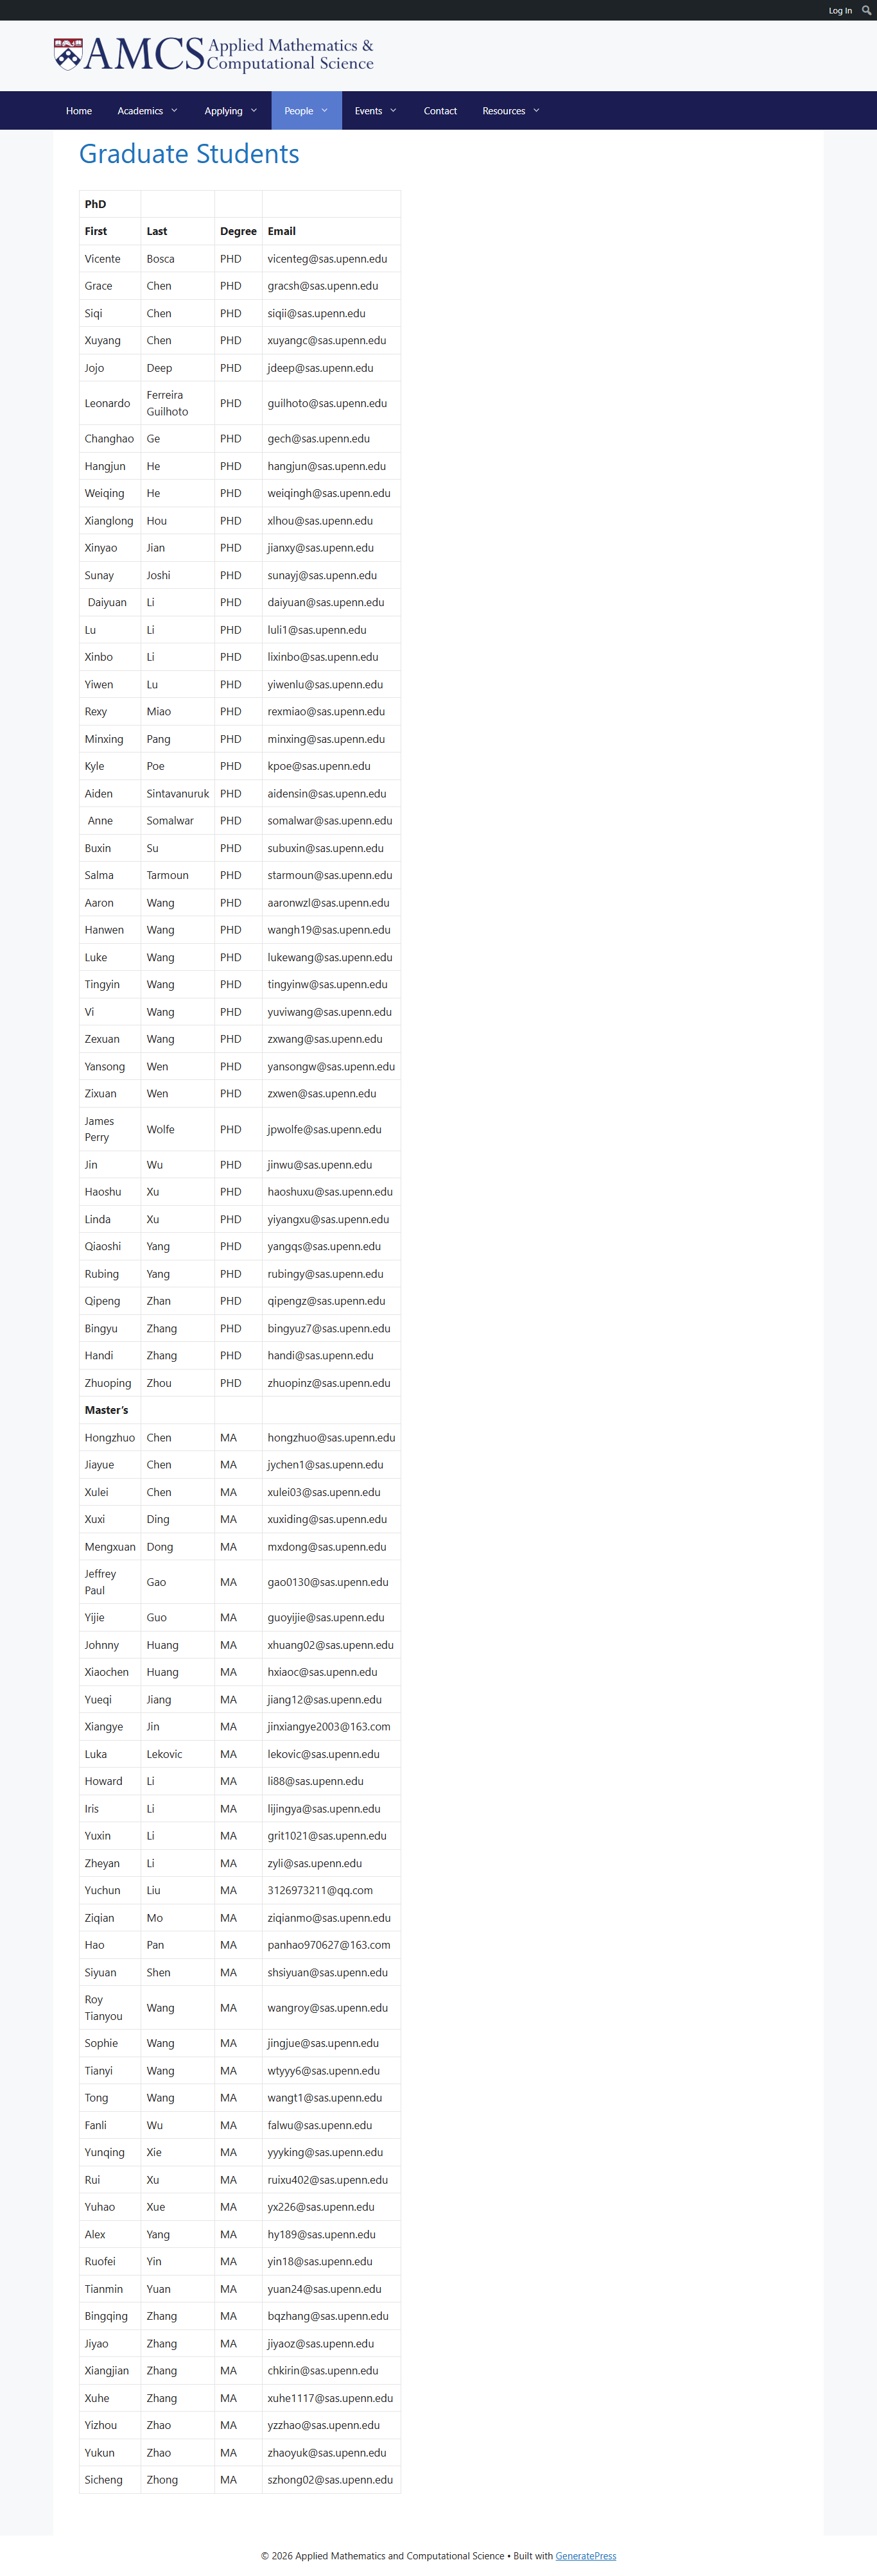 Log In
AMCS Applied Mathematics & Computational Science
Home Academics Applying People Events Contact Resources
Graduate Students
PhD
First Last Degree Email
Vicente Bosca PHD vicenteg@sas.upenn.edu
Grace Chen PHD gracsh@sas.upenn.edu
Siqi Chen PHD siqii@sas.upenn.edu
Xuyang Chen PHD xuyangc@sas.upenn.edu
Jojo Deep PHD jdeep@sas.upenn.edu
Leonardo Ferreira Guilhoto PHD guilhoto@sas.upenn.edu
Changhao Ge PHD gech@sas.upenn.edu
Hangjun He PHD hangjun@sas.upenn.edu
Weiqing He PHD weiqingh@sas.upenn.edu
Xianglong Hou PHD xlhou@sas.upenn.edu
Xinyao Jian PHD jianxy@sas.upenn.edu
Sunay Joshi PHD sunayj@sas.upenn.edu
Daiyuan Li PHD daiyuan@sas.upenn.edu
Lu Li PHD luli1@sas.upenn.edu
Xinbo Li PHD lixinbo@sas.upenn.edu
Yiwen Lu PHD yiwenlu@sas.upenn.edu
Rexy Miao PHD rexmiao@sas.upenn.edu
Minxing Pang PHD minxing@sas.upenn.edu
Kyle Poe PHD kpoe@sas.upenn.edu
Aiden Sintavanuruk PHD aidensin@sas.upenn.edu
Anne Somalwar PHD somalwar@sas.upenn.edu
Buxin Su PHD subuxin@sas.upenn.edu
Salma Tarmoun PHD starmoun@sas.upenn.edu
Aaron Wang PHD aaronwzl@sas.upenn.edu
Hanwen Wang PHD wangh19@sas.upenn.edu
Luke Wang PHD lukewang@sas.upenn.edu
Tingyin Wang PHD tingyinw@sas.upenn.edu
Vi Wang PHD yuviwang@sas.upenn.edu
Zexuan Wang PHD zxwang@sas.upenn.edu
Yansong Wen PHD yansongw@sas.upenn.edu
Zixuan Wen PHD zxwen@sas.upenn.edu
James Perry Wolfe PHD jpwolfe@sas.upenn.edu
Jin Wu PHD jinwu@sas.upenn.edu
Haoshu Xu PHD haoshuxu@sas.upenn.edu
Linda Xu PHD yiyangxu@sas.upenn.edu
Qiaoshi Yang PHD yangqs@sas.upenn.edu
Rubing Yang PHD rubingy@sas.upenn.edu
Qipeng Zhan PHD qipengz@sas.upenn.edu
Bingyu Zhang PHD bingyuz7@sas.upenn.edu
Handi Zhang PHD handi@sas.upenn.edu
Zhuoping Zhou PHD zhuopinz@sas.upenn.edu
Master's
Hongzhuo Chen MA hongzhuo@sas.upenn.edu
Jiayue Chen MA jychen1@sas.upenn.edu
Xulei Chen MA xulei03@sas.upenn.edu
Xuxi Ding MA xuxiding@sas.upenn.edu
Mengxuan Dong MA mxdong@sas.upenn.edu
Jeffrey Paul Gao MA gao0130@sas.upenn.edu
Yijie Guo MA guoyijie@sas.upenn.edu
Johnny Huang MA xhuang02@sas.upenn.edu
Xiaochen Huang MA hxiaoc@sas.upenn.edu
Yueqi Jiang MA jiang12@sas.upenn.edu
Xiangye Jin MA jinxiangye2003@163.com
Luka Lekovic MA lekovic@sas.upenn.edu
Howard Li MA li88@sas.upenn.edu
Iris Li MA lijingya@sas.upenn.edu
Yuxin Li MA grit1021@sas.upenn.edu
Zheyan Li MA zyli@sas.upenn.edu
Yuchun Liu MA 3126973211@qq.com
Ziqian Mo MA ziqianmo@sas.upenn.edu
Hao Pan MA panhao970627@163.com
Siyuan Shen MA shsiyuan@sas.upenn.edu
Roy Tianyou Wang MA wangroy@sas.upenn.edu
Sophie Wang MA jingjue@sas.upenn.edu
Tianyi Wang MA wtyyy6@sas.upenn.edu
Tong Wang MA wangt1@sas.upenn.edu
Fanli Wu MA falwu@sas.upenn.edu
Yunqing Xie MA yyyking@sas.upenn.edu
Rui Xu MA ruixu402@sas.upenn.edu
Yuhao Xue MA yx226@sas.upenn.edu
Alex Yang MA hy189@sas.upenn.edu
Ruofei Yin MA yin18@sas.upenn.edu
Tianmin Yuan MA yuan24@sas.upenn.edu
Bingqing Zhang MA bqzhang@sas.upenn.edu
Jiyao Zhang MA jiyaoz@sas.upenn.edu
Xiangjian Zhang MA chkirin@sas.upenn.edu
Xuhe Zhang MA xuhe1117@sas.upenn.edu
Yizhou Zhao MA yzzhao@sas.upenn.edu
Yukun Zhao MA zhaoyuk@sas.upenn.edu
Sicheng Zhong MA szhong02@sas.upenn.edu
© 2026 Applied Mathematics and Computational Science • Built with GeneratePress